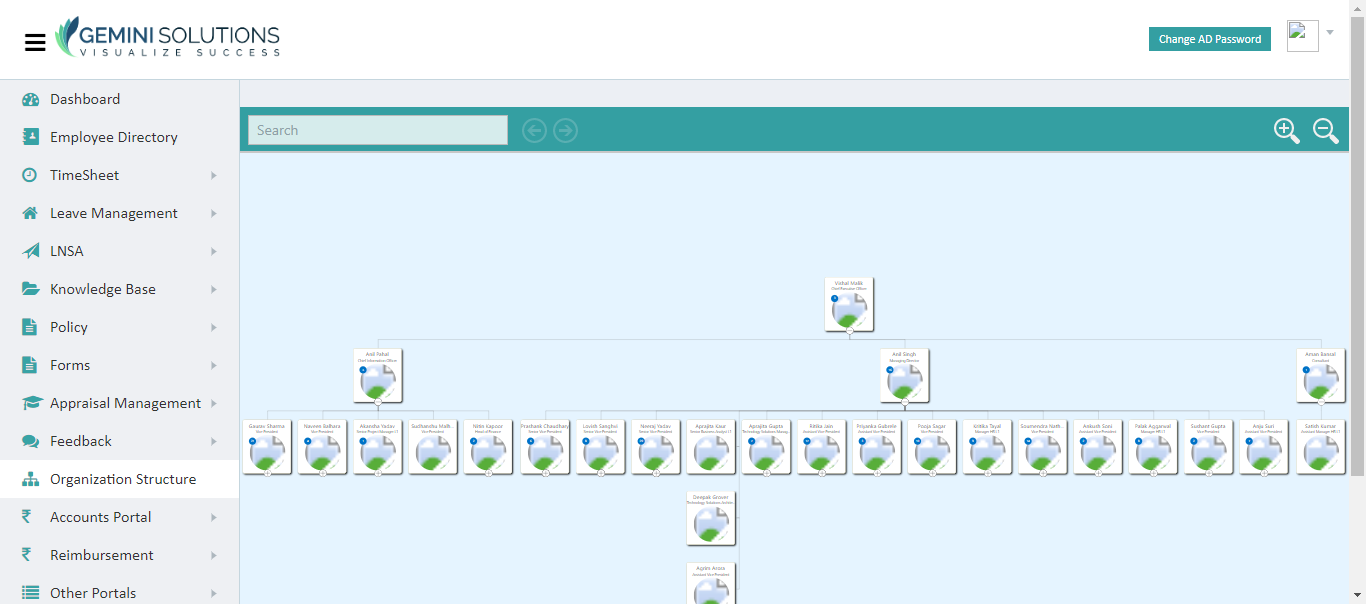 GEMINI SOLUTIONS
VISUALIZE SUCCESS
Change AD Password
Dashboard
Employee Directory
TimeSheet
Leave Management
LNSA
Knowledge Base
Policy
Forms
Appraisal Management
Feedback
Organization Structure
Accounts Portal
Reimbursement
Other Portals
Search
Vishal Malik
Chief Executive Officer
Anil Pahal
Chief Information Officer
Anil Singh
Managing Director
Aman Bansal
Consultant
Gaurav Sharma
Vice President
Naveen Balhara
Vice President
Akansha Yadav
Senior Project Manager I.T
Sudhanshu Malh...
Vice President
Nitin Kapoor
Head of Finance
Prashank Chaudhary
Senior Vice President
Lovish Sanghvi
Senior Vice President
Neeraj Yadav
Senior Vice President
Aprajita Kaur
Senior Business Analyst I.T
Aprajita Gupta
Technology Solutions Manag...
Ritika Jain
Assistant Vice President
Priyanka Gabrele
Assistant Vice President
Pooja Sagar
Vice President
Kritika Tayal
Manager HR I.T
Soumendra Nath...
Vice President
Ankush Soni
Assistant Vice President
Palak Aggarwal
Manager HR I.T
Sushant Gupta
Vice President
Anju Suri
Assistant Vice President
Satish Kumar
Assistant Manager HR I.T
Deepak Grover
Technology Solutions Archite...
Agrim Arora
Assistant Vice President